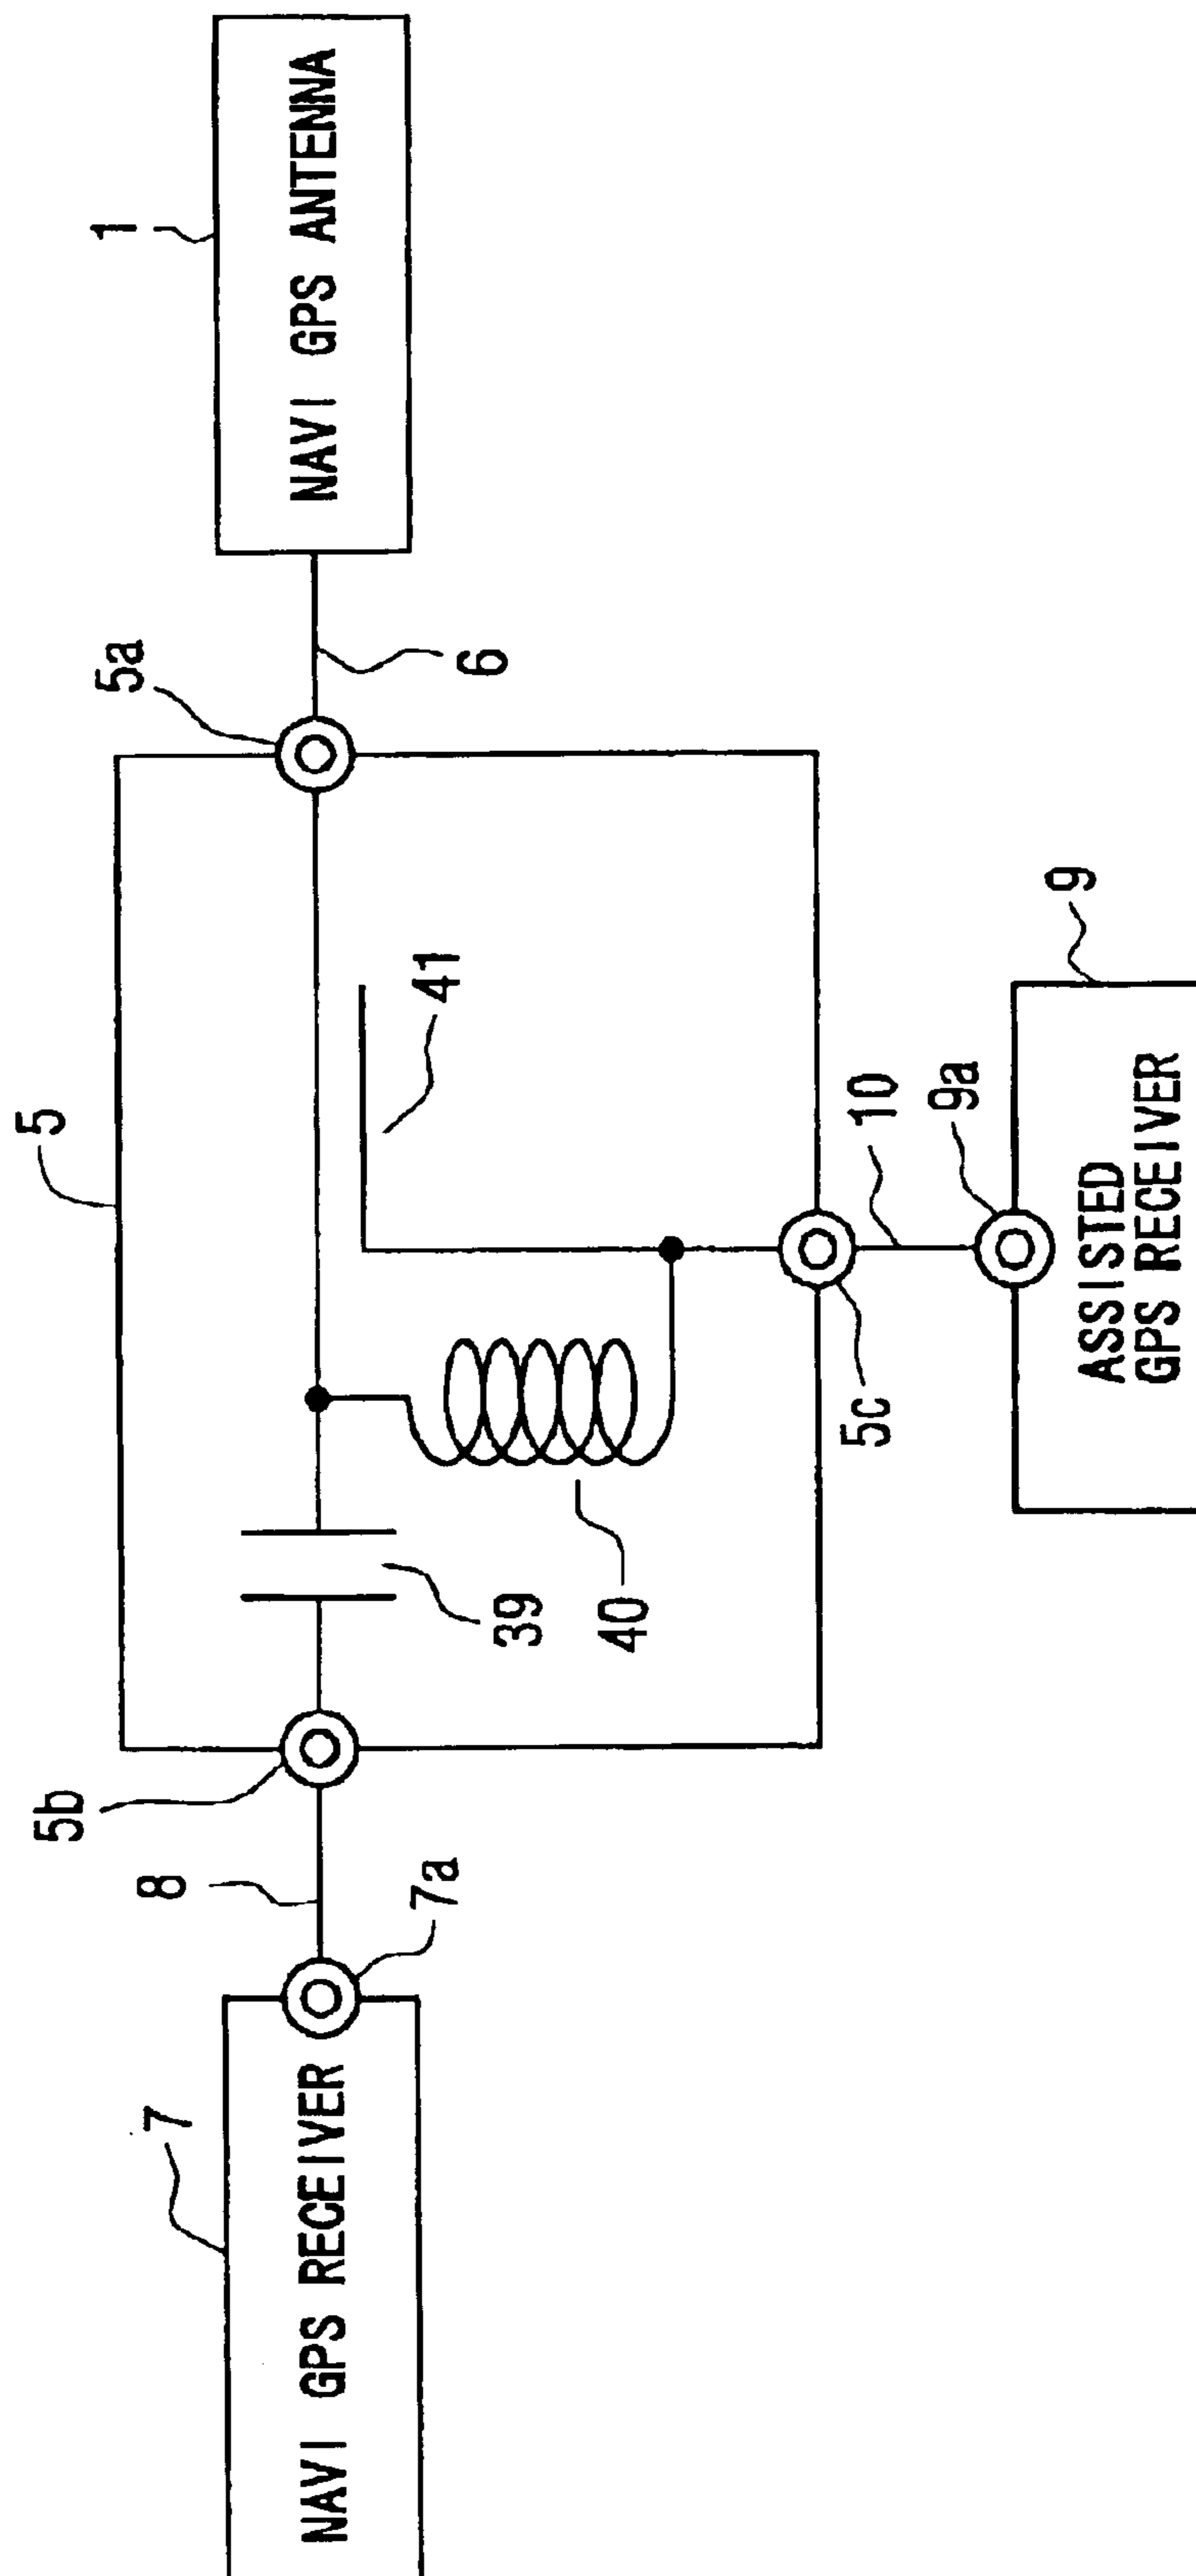 5
5a
1
NAVI GPS ANTENNA
6
41
7
NAVI GPS RECEIVER
7a
8
5b
39
40
5c
10
9a
9
ASSISTED
GPS RECEIVER